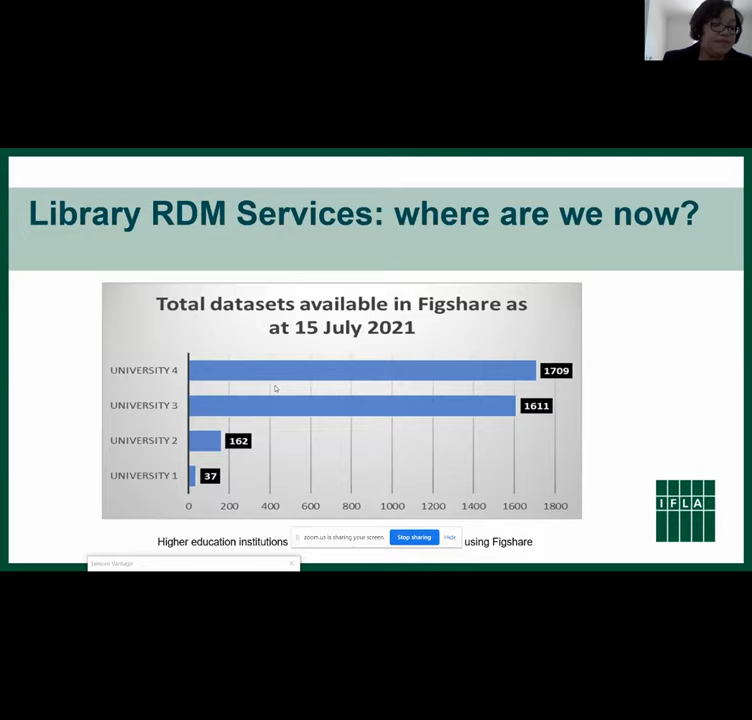 Library RDM Services: where are we now?
Total datasets available in Figshare as
at 15 July 2021
UNIVERSITY 4
1709
UNIVERSITY 3
1611
UNIVERSITY 2
162
UNIVERSITY 1
37
0 200 400 600 800 1000 1200 1400 1600 1800
IFLA
Higher education institutions
zoom.us is sharing your screen.
Stop sharing
Hide
using Figshare
Lenovo Vantage